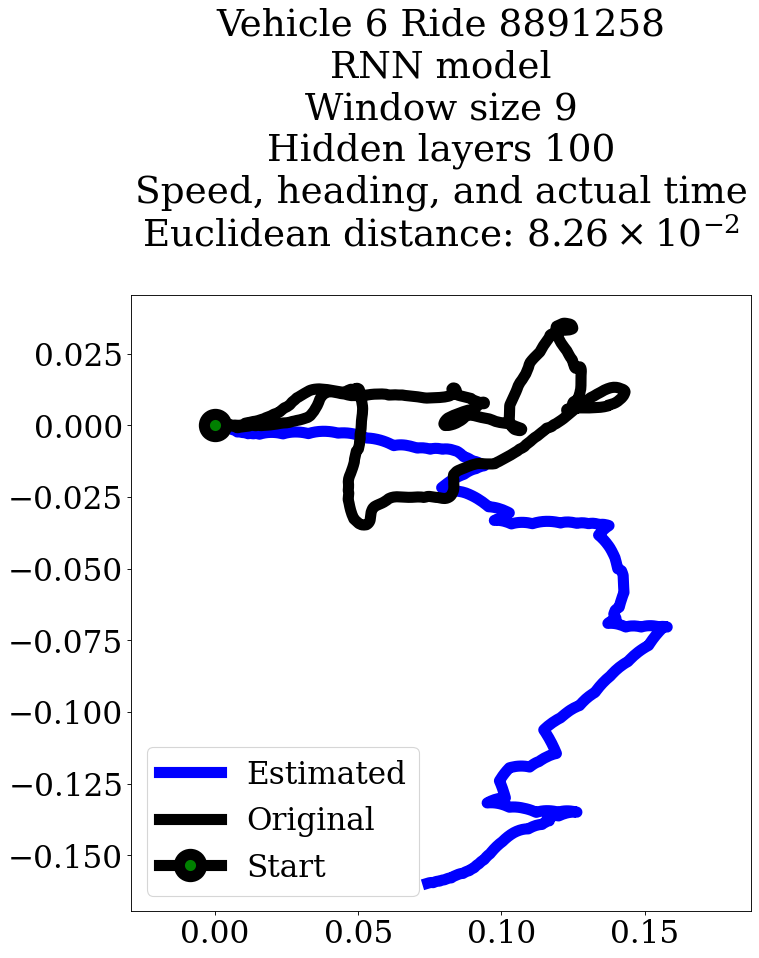 Vehicle 6 Ride 8891258
RNN model
Window size 9
Hidden layers 100
Speed, heading, and actual time
Euclidean distance: 8.26 × 10⁻²
0.025
0.000
−0.025
−0.050
−0.075
−0.100
−0.125
−0.150
Estimated
Original
Start
0.00 0.05 0.10 0.15